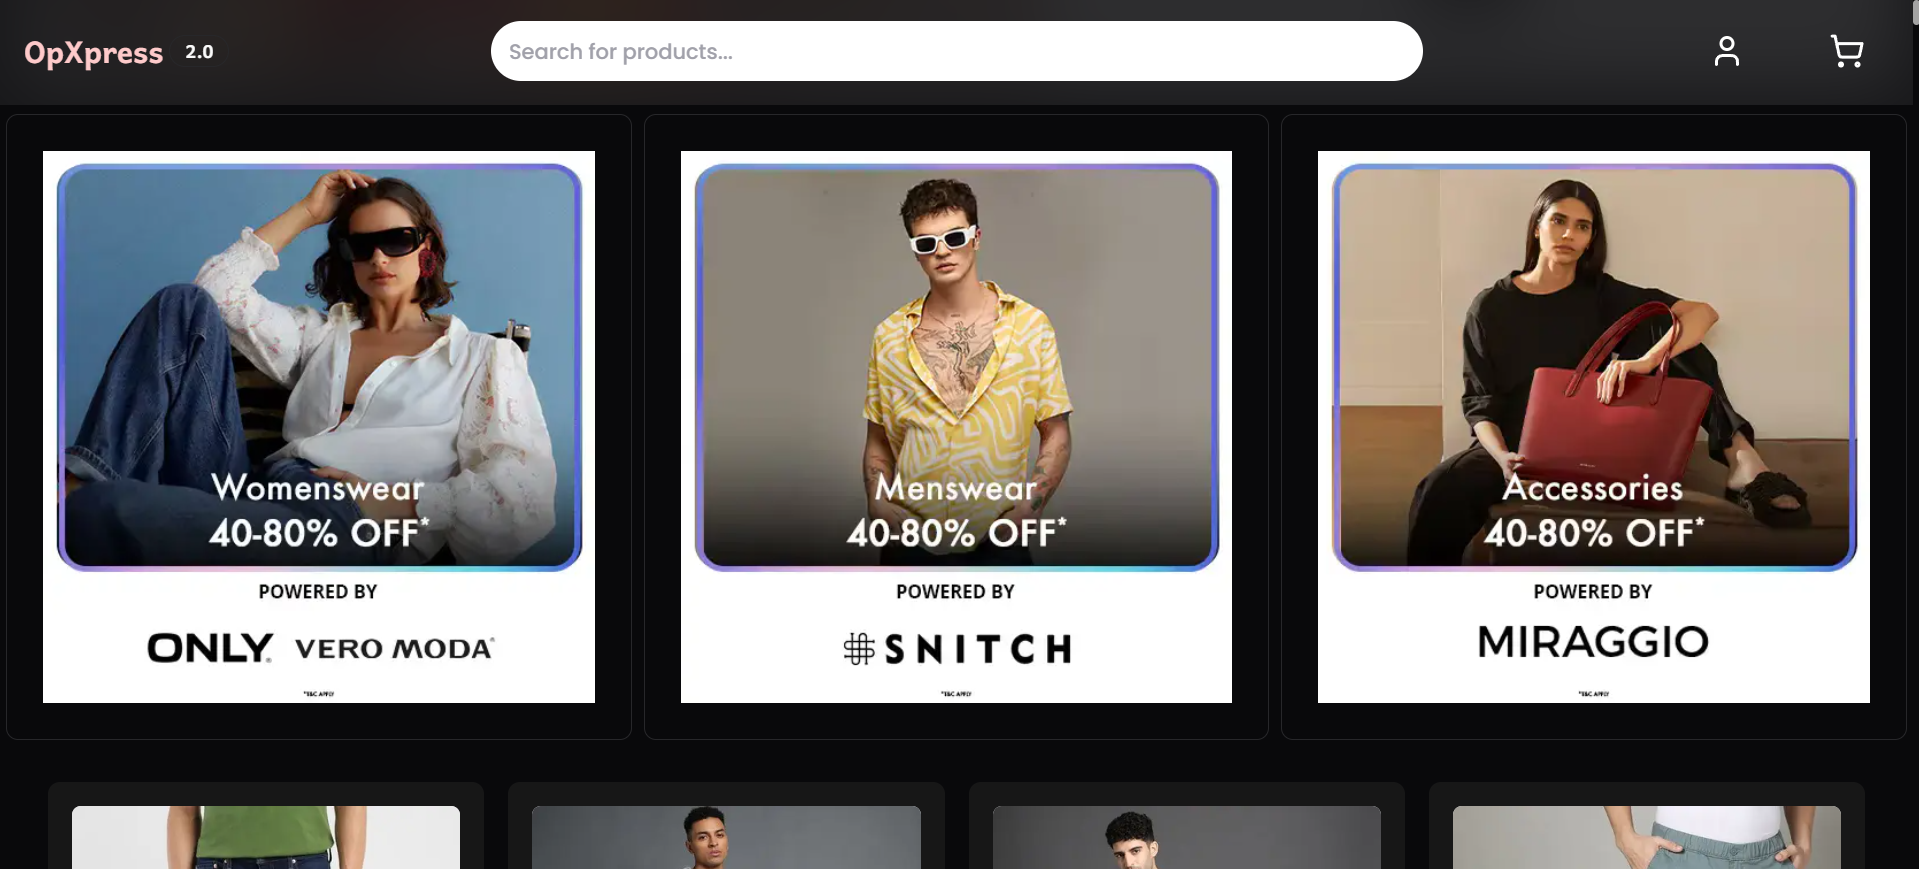 OpXpress 2.0
Search for products...
Womenswear
40-80% OFF*
POWERED BY
ONLY VERO MODA
*T&C APPLY
Menswear
40-80% OFF*
POWERED BY
SNITCH
*T&C APPLY
Accessories
40-80% OFF*
POWERED BY
MIRAGGIO
*T&C APPLY